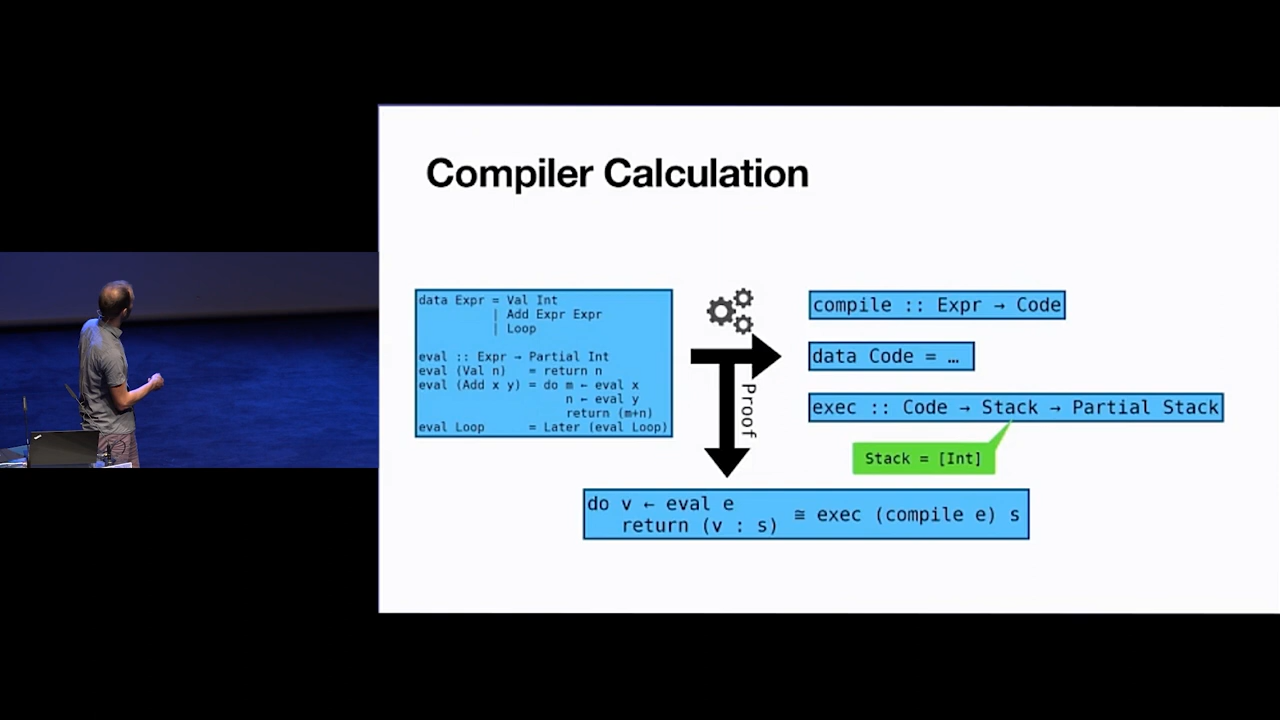 Compiler Calculation
data Expr = Val Int
| Add Expr Expr
| Loop
eval :: Expr → Partial Int
eval (Val n)   = return n
eval (Add x y) = do m ← eval x
n ← eval y
return (m+n)
eval Loop      = Later (eval Loop)
Proof
compile :: Expr → Code
data Code = …
exec :: Code → Stack → Partial Stack
Stack = [Int]
do v ← eval e
return (v : s)
≅ exec (compile e) s